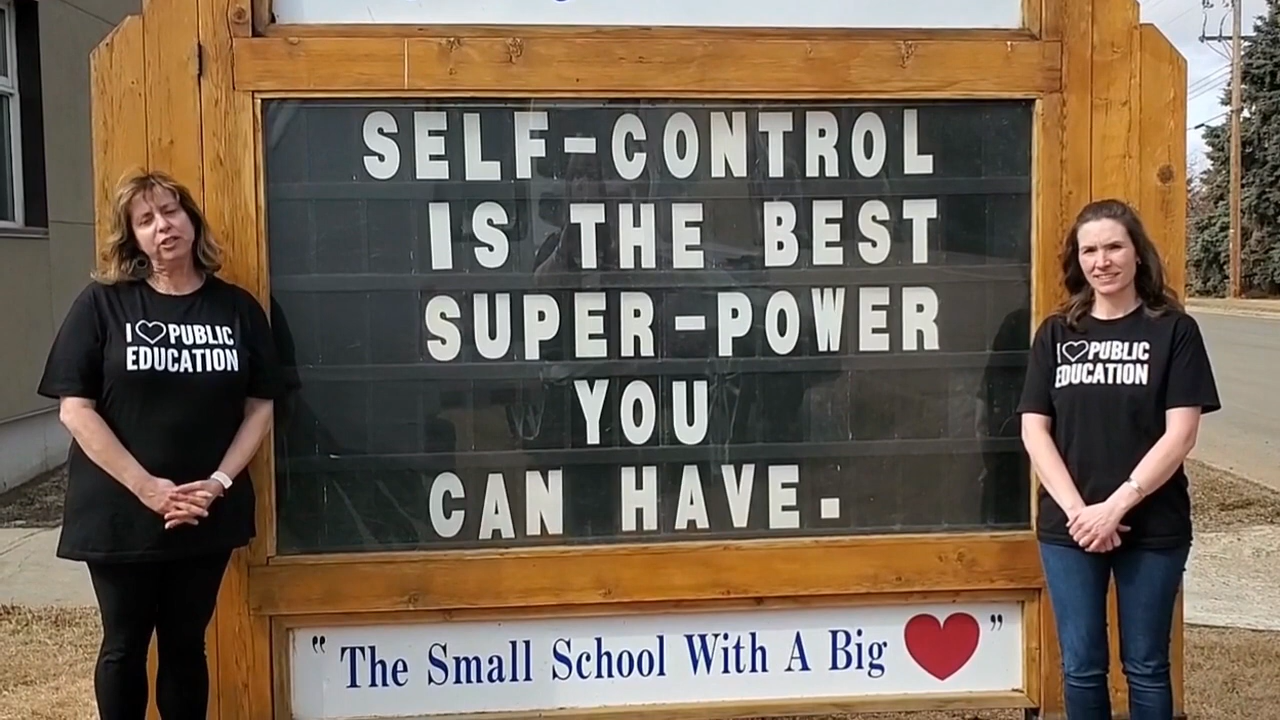 SELF-CONTROL
IS THE BEST
SUPER-POWER
YOU
CAN HAVE.
"The Small School With A Big ❤"
I ♡ PUBLIC
EDUCATION
I ♡ PUBLIC
EDUCATION